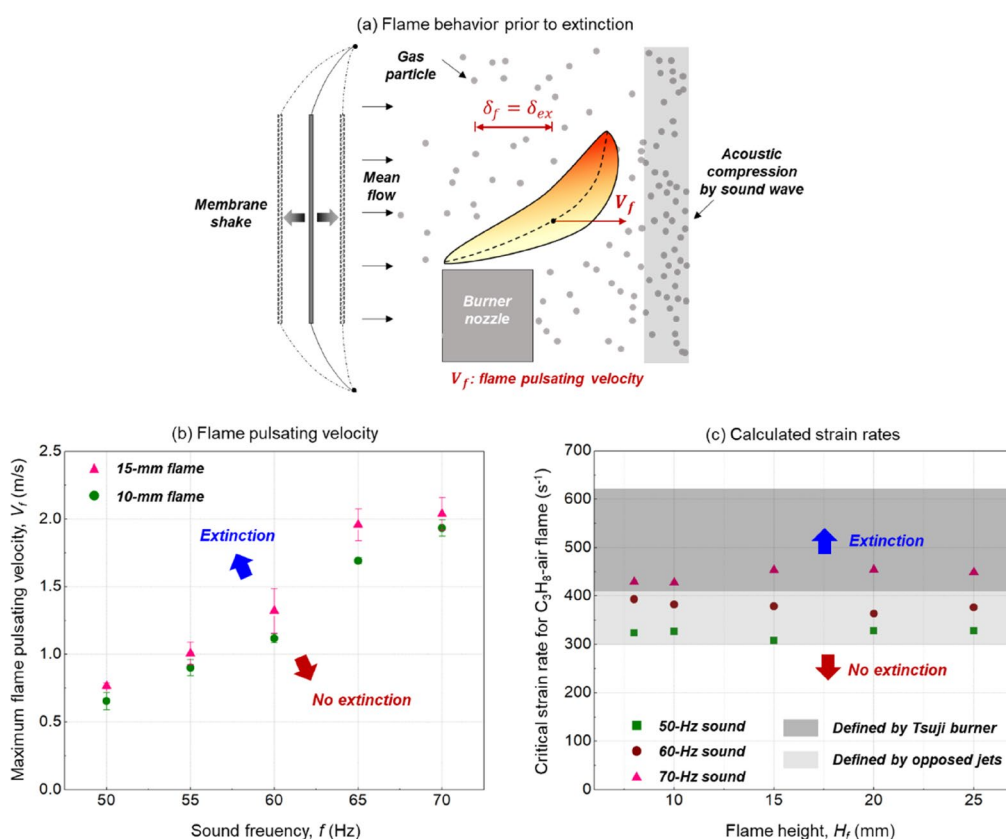 (a) Flame behavior prior to extinction
Gas
particle
δf = δex
Membrane
shake
Mean
flow
Vf
Acoustic
compression
by sound wave
Burner
nozzle
Vf: flame pulsating velocity
(b) Flame pulsating velocity
Maximum flame pulsating velocity, Vf (m/s)
2.5
2.0
1.5
1.0
0.5
0.0
15-mm flame
10-mm flame
Extinction
No extinction
50
55
60
65
70
Sound freuency, f (Hz)
(c) Calculated strain rates
Critical strain rate for C3H8-air flame (s-1)
700
600
500
400
300
200
100
0
Extinction
No extinction
50-Hz sound
60-Hz sound
70-Hz sound
Defined by Tsuji burner
Defined by opposed jets
10
15
20
25
Flame height, Hf (mm)